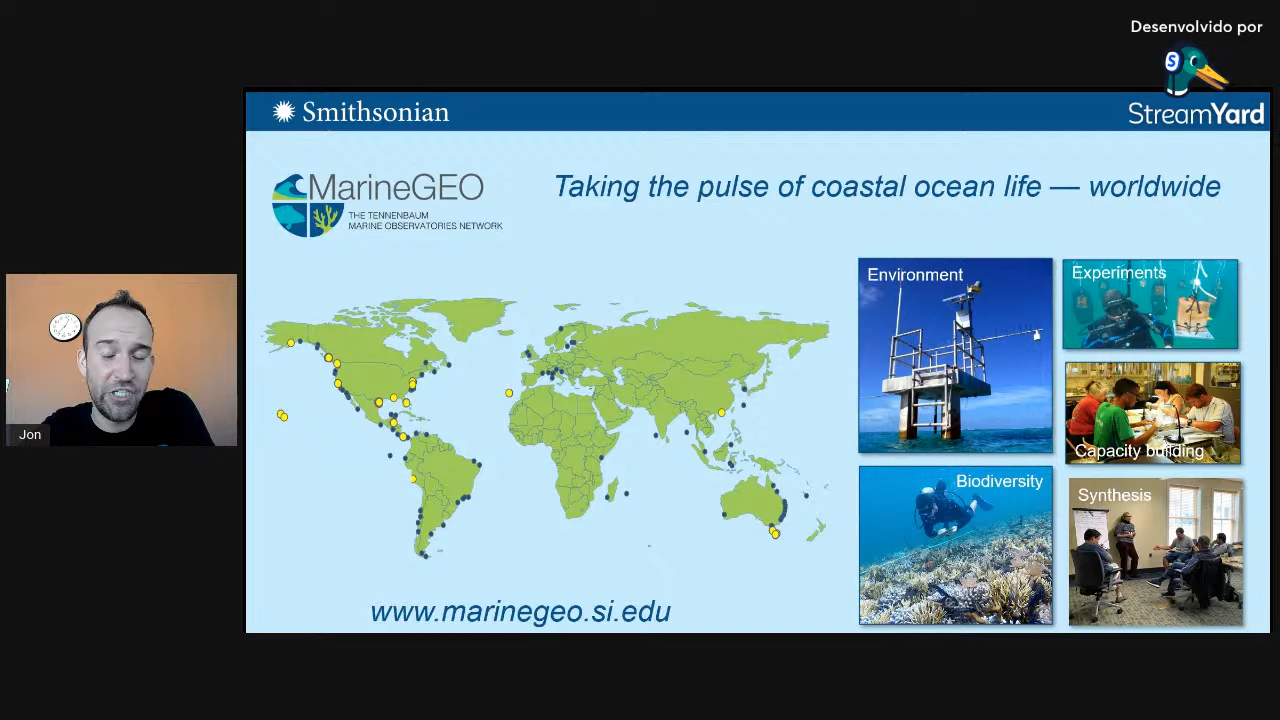 Desenvolvido por
S
StreamYard
Smithsonian
MarineGEO
THE TENNENBAUM
MARINE OBSERVATORIES NETWORK
Taking the pulse of coastal ocean life — worldwide
Environment
Experiments
Capacity building
Biodiversity
Synthesis
Jon
www.marinegeo.si.edu